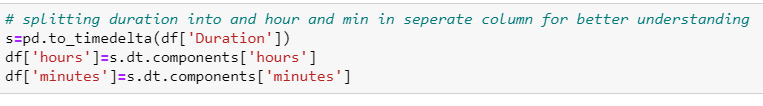 # splitting duration into and hour and min in seperate column for better understanding
s=pd.to_timedelta(df['Duration'])
df['hours']=s.dt.components['hours']
df['minutes']=s.dt.components['minutes']